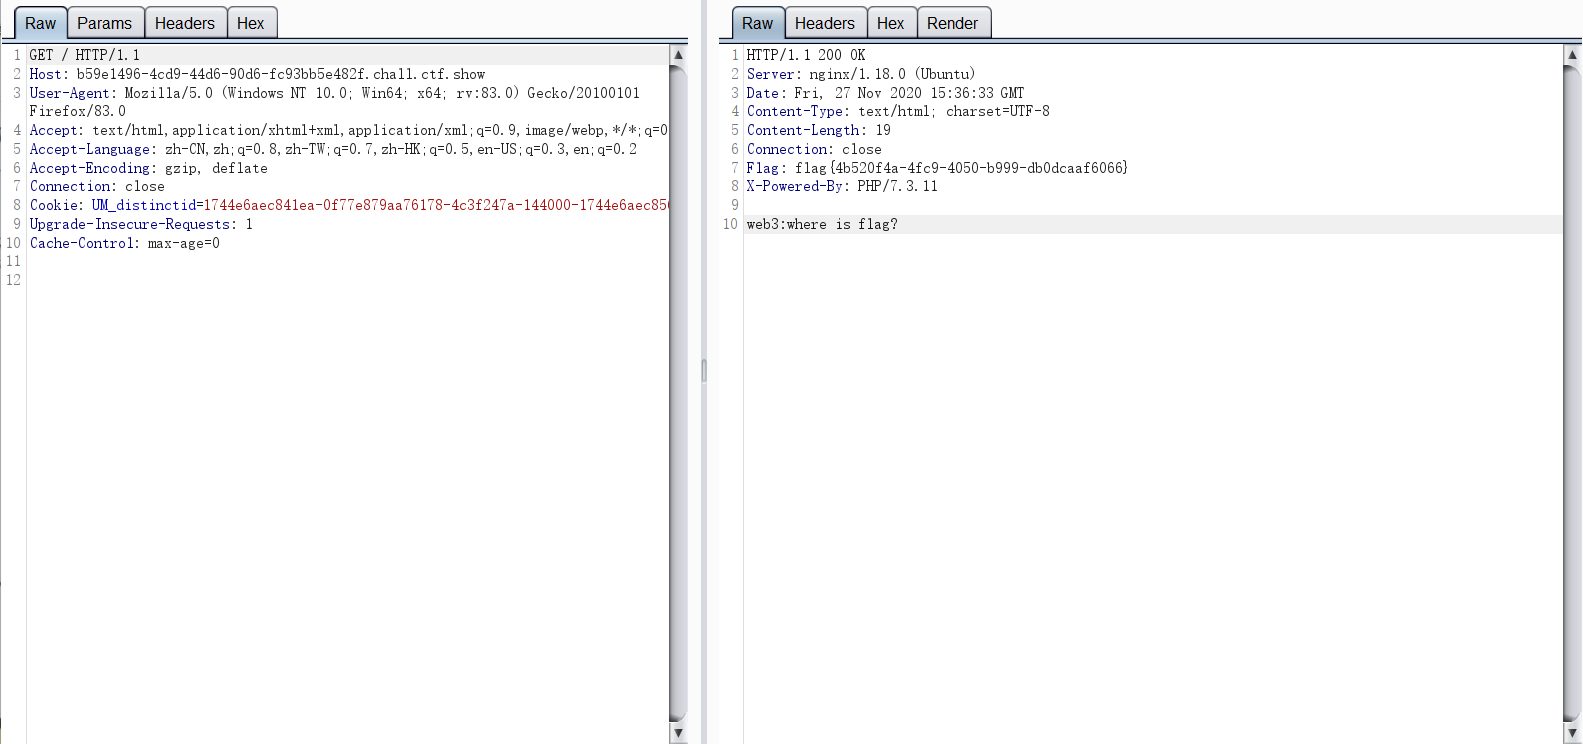 Raw Params Headers Hex
1 GET / HTTP/1.1
2 Host: b59e1496-4cd9-44d6-90d6-fc93bb5e482f.chall.ctf.show
3 User-Agent: Mozilla/5.0 (Windows NT 10.0; Win64; x64; rv:83.0) Gecko/20100101
Firefox/83.0
4 Accept: text/html,application/xhtml+xml,application/xml;q=0.9,image/webp,*/*;q=0
5 Accept-Language: zh-CN,zh;q=0.8,zh-TW;q=0.7,zh-HK;q=0.5,en-US;q=0.3,en;q=0.2
6 Accept-Encoding: gzip, deflate
7 Connection: close
8 Cookie: UM_distinctid=1744e6aec841ea-0f77e879aa76178-4c3f247a-144000-1744e6aec850
9 Upgrade-Insecure-Requests: 1
10 Cache-Control: max-age=0
11
12
Raw Headers Hex Render
1 HTTP/1.1 200 OK
2 Server: nginx/1.18.0 (Ubuntu)
3 Date: Fri, 27 Nov 2020 15:36:33 GMT
4 Content-Type: text/html; charset=UTF-8
5 Content-Length: 19
6 Connection: close
7 Flag: flag{4b520f4a-4fc9-4050-b999-db0dcaaf6066}
8 X-Powered-By: PHP/7.3.11
9
10 web3:where is flag?